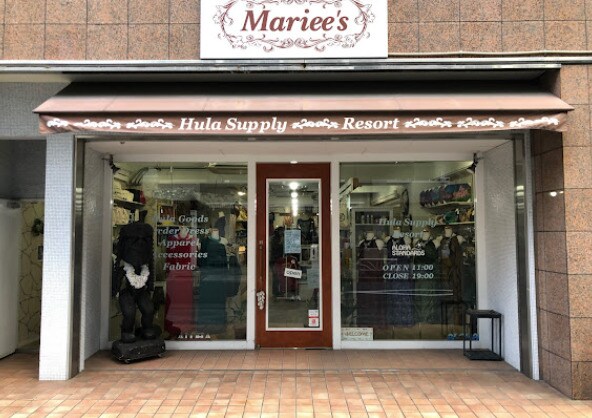 Mariee's
Hula Supply Resort
Hula Goods
Order Dress
Apparel
Accessories
Fabric
Hula Supply
Resort
ALOHA
STANDARDS
OPEN 11:00
CLOSE 19:00
WELCOME